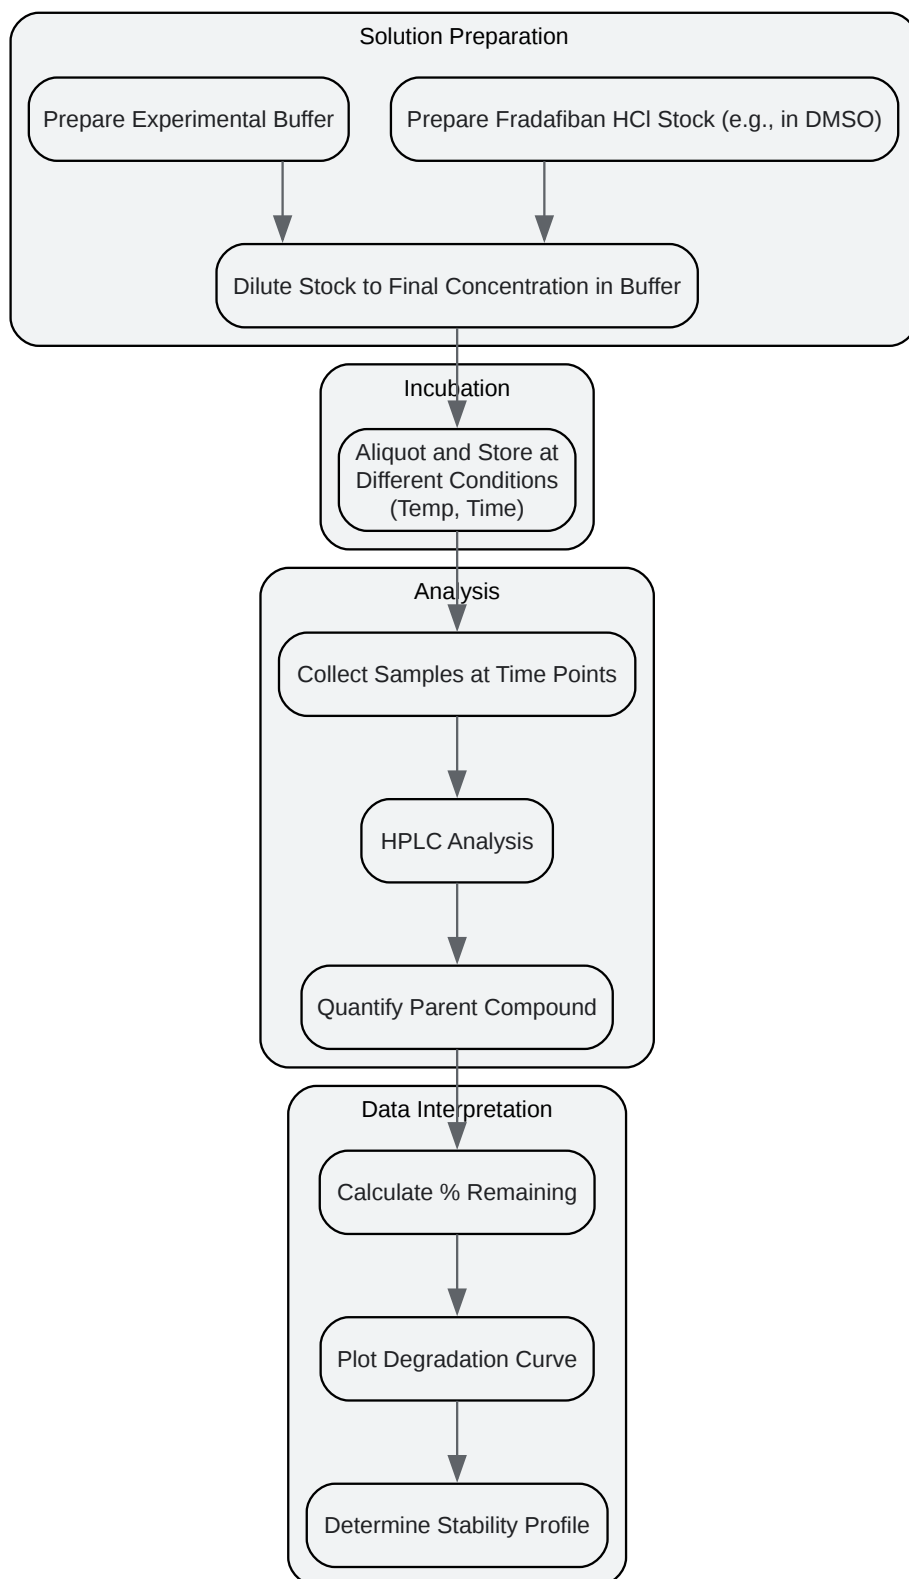 Solution Preparation
Prepare Experimental Buffer
Prepare Fradafiban HCl Stock (e.g., in DMSO)
Dilute Stock to Final Concentration in Buffer
Incubation
Aliquot and Store at
Different Conditions
(Temp, Time)
Analysis
Collect Samples at Time Points
HPLC Analysis
Quantify Parent Compound
Data Interpretation
Calculate % Remaining
Plot Degradation Curve
Determine Stability Profile